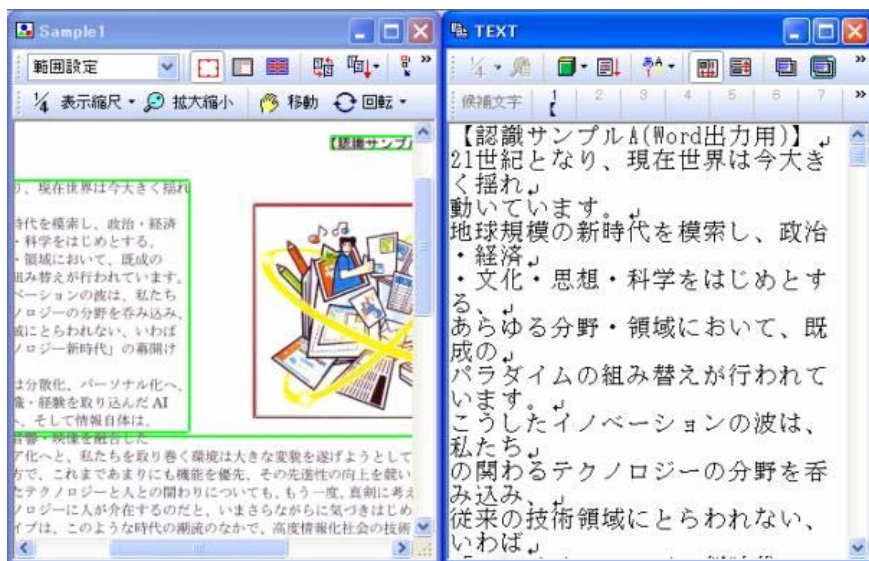 Sample1
範囲設定
1/4 表示縮尺 拡大縮小 移動 回転
【認識サンプル
り、現在世界は今大きく揺れ
時代を模索し、政治・経済
・科学をはじめとする、
・領域において、既成の
組み替えが行われています。
ベーションの波は、私たち
ノロジーの分野を呑み込み、
域にとらわれない、いわば
ノロジー新時代」の幕開け
は分散化、パーソナル化へ、
識・経験を取り込んだ AI
へ、そして情報自体は、
音響・映像を融合した
ア化へと、私たちを取り巻く環境は大きな変貌を遂げようとして
方で、これまであまりにも機能を優先、その先進性の向上を競い
たテクノロジーと人との関わりについても、もう一度、真剣に考え
ノロジーに人が介在するのだと、いまさらながらに気づきはじめ
イブは、このような時代の潮流のなかで、高度情報化社会の技術
TEXT
1/4
候補文字 1 2 3 4 5 6 7
【
【認識サンプルA(Word出力用)】
21世紀となり、現在世界は今大き
く揺れ
動いています。
地球規模の新時代を模索し、政治
・経済
・文化・思想・科学をはじめとす
る、
あらゆる分野・領域において、既
成の
パラダイムの組み替えが行われて
います。
こうしたイノベーションの波は、
私たち
の関わるテクノロジーの分野を呑
み込み、
従来の技術領域にとらわれない、
いわば